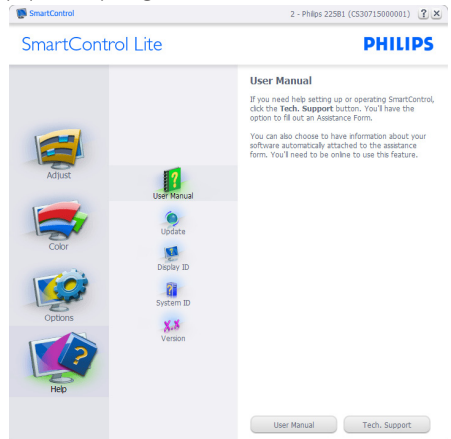 SmartControl
2 - Philips 225B1 (CS30715000001)
?
X
SmartControl Lite
PHILIPS
Adjust
Color
Options
Help
User Manual
Update
Display ID
System ID
X.X
Version
User Manual
If you need help setting up or operating SmartControl,
click the Tech. Support button. You'll have the
option to fill out an Assistance Form.
You can also choose to have information about your
software automatically attached to the assistance
form. You'll need to be online to use this feature.
User Manual
Tech. Support